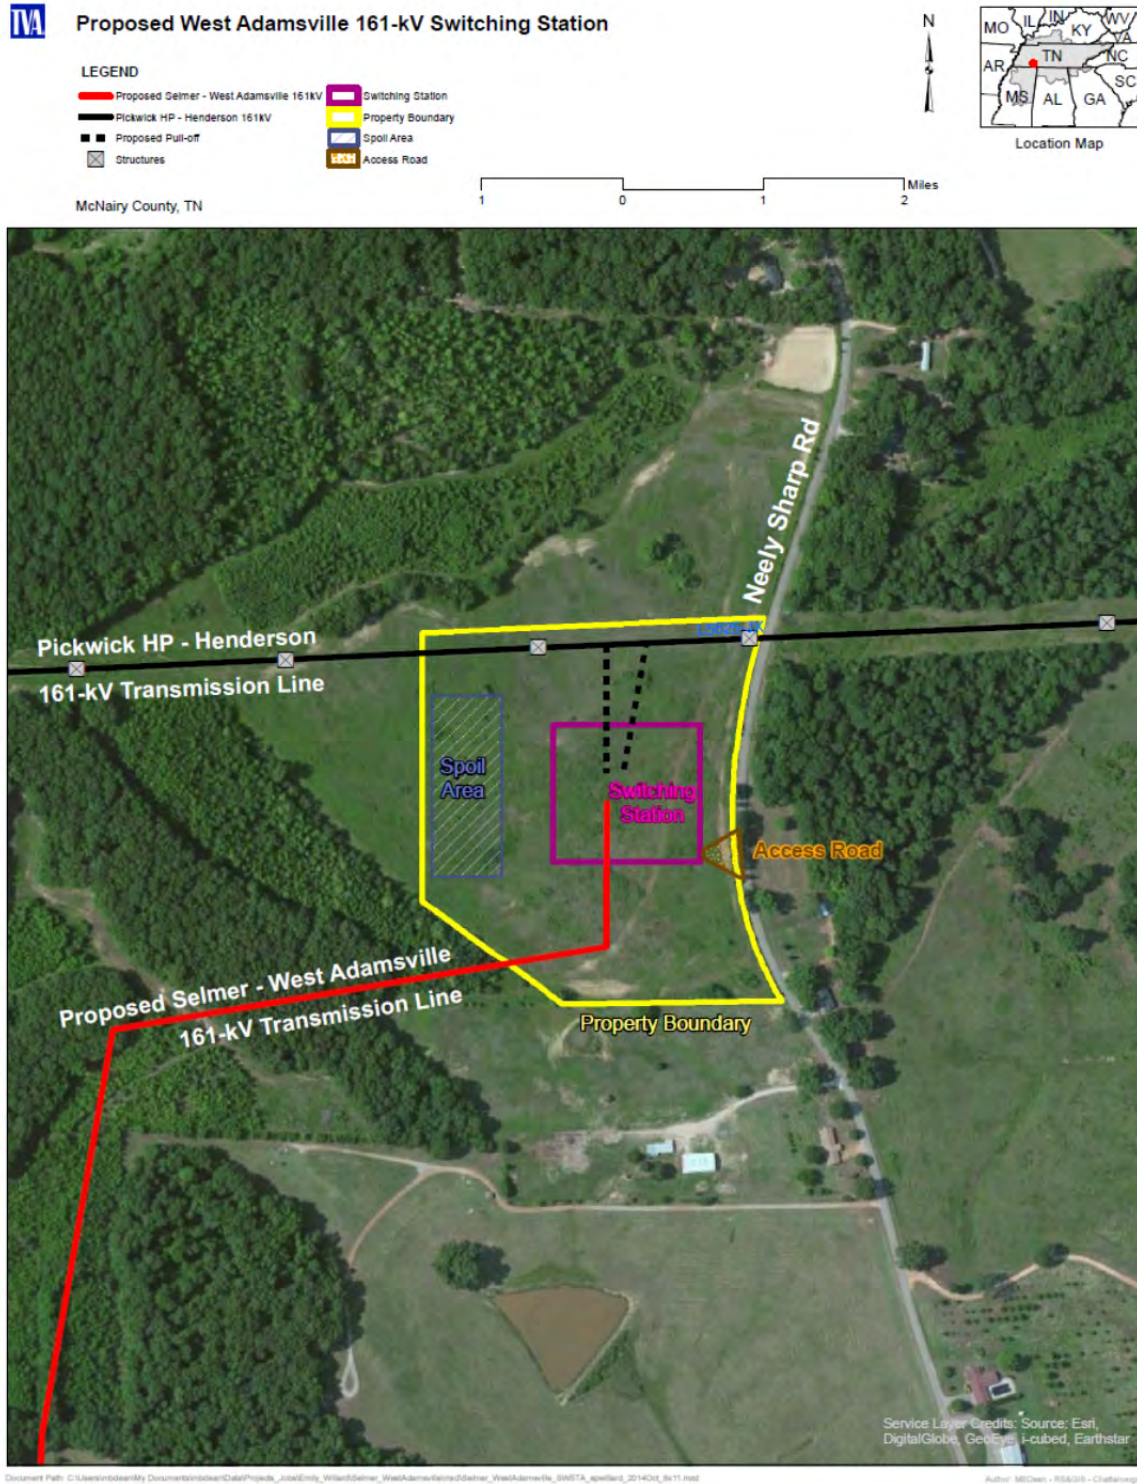 TVA
Proposed West Adamsville 161-kV Switching Station
N
LEGEND
Proposed Selmer - West Adamsville 161kV
Switching Station
Pickwick HP - Henderson 161kV
Property Boundary
Proposed Pull-off
Spoil Area
Structures
Access Road
McNairy County, TN
1 0 1 2 Miles
MO IL IN WV
KY VA
AR TN NC
SC
MS AL GA
Location Map
Neely Sharp Rd
Pickwick HP - Henderson
161-kV Transmission Line
Spoil
Area
Switching
Station
Access Road
Proposed Selmer - West Adamsville
161-kV Transmission Line
Property Boundary
Service Layer Credits: Source: Esri,
DigitalGlobe, GeoEye, i-cubed, Earthstar